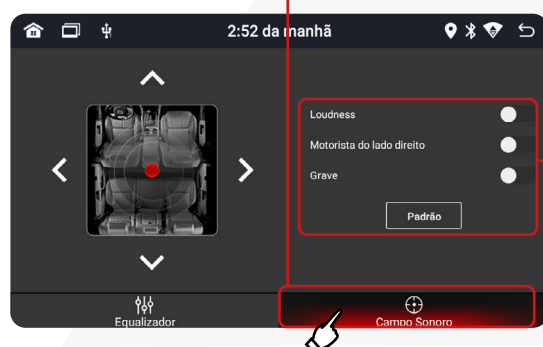 2:52 da manhã
Loudness
Motorista do lado direito
Grave
Padrão
Equalizador
Campo Sonoro